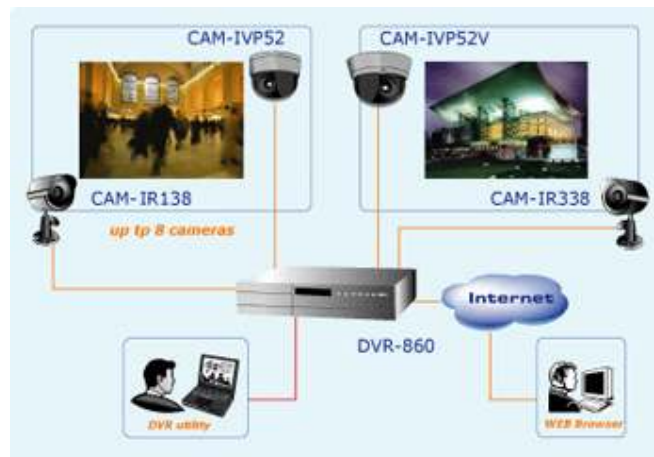 CAM-IVP52
CAM-IVP52V
CAM-IR138
CAM-IR338
up tp 8 cameras
Internet
DVR-860
DVR utility
WEB Browser